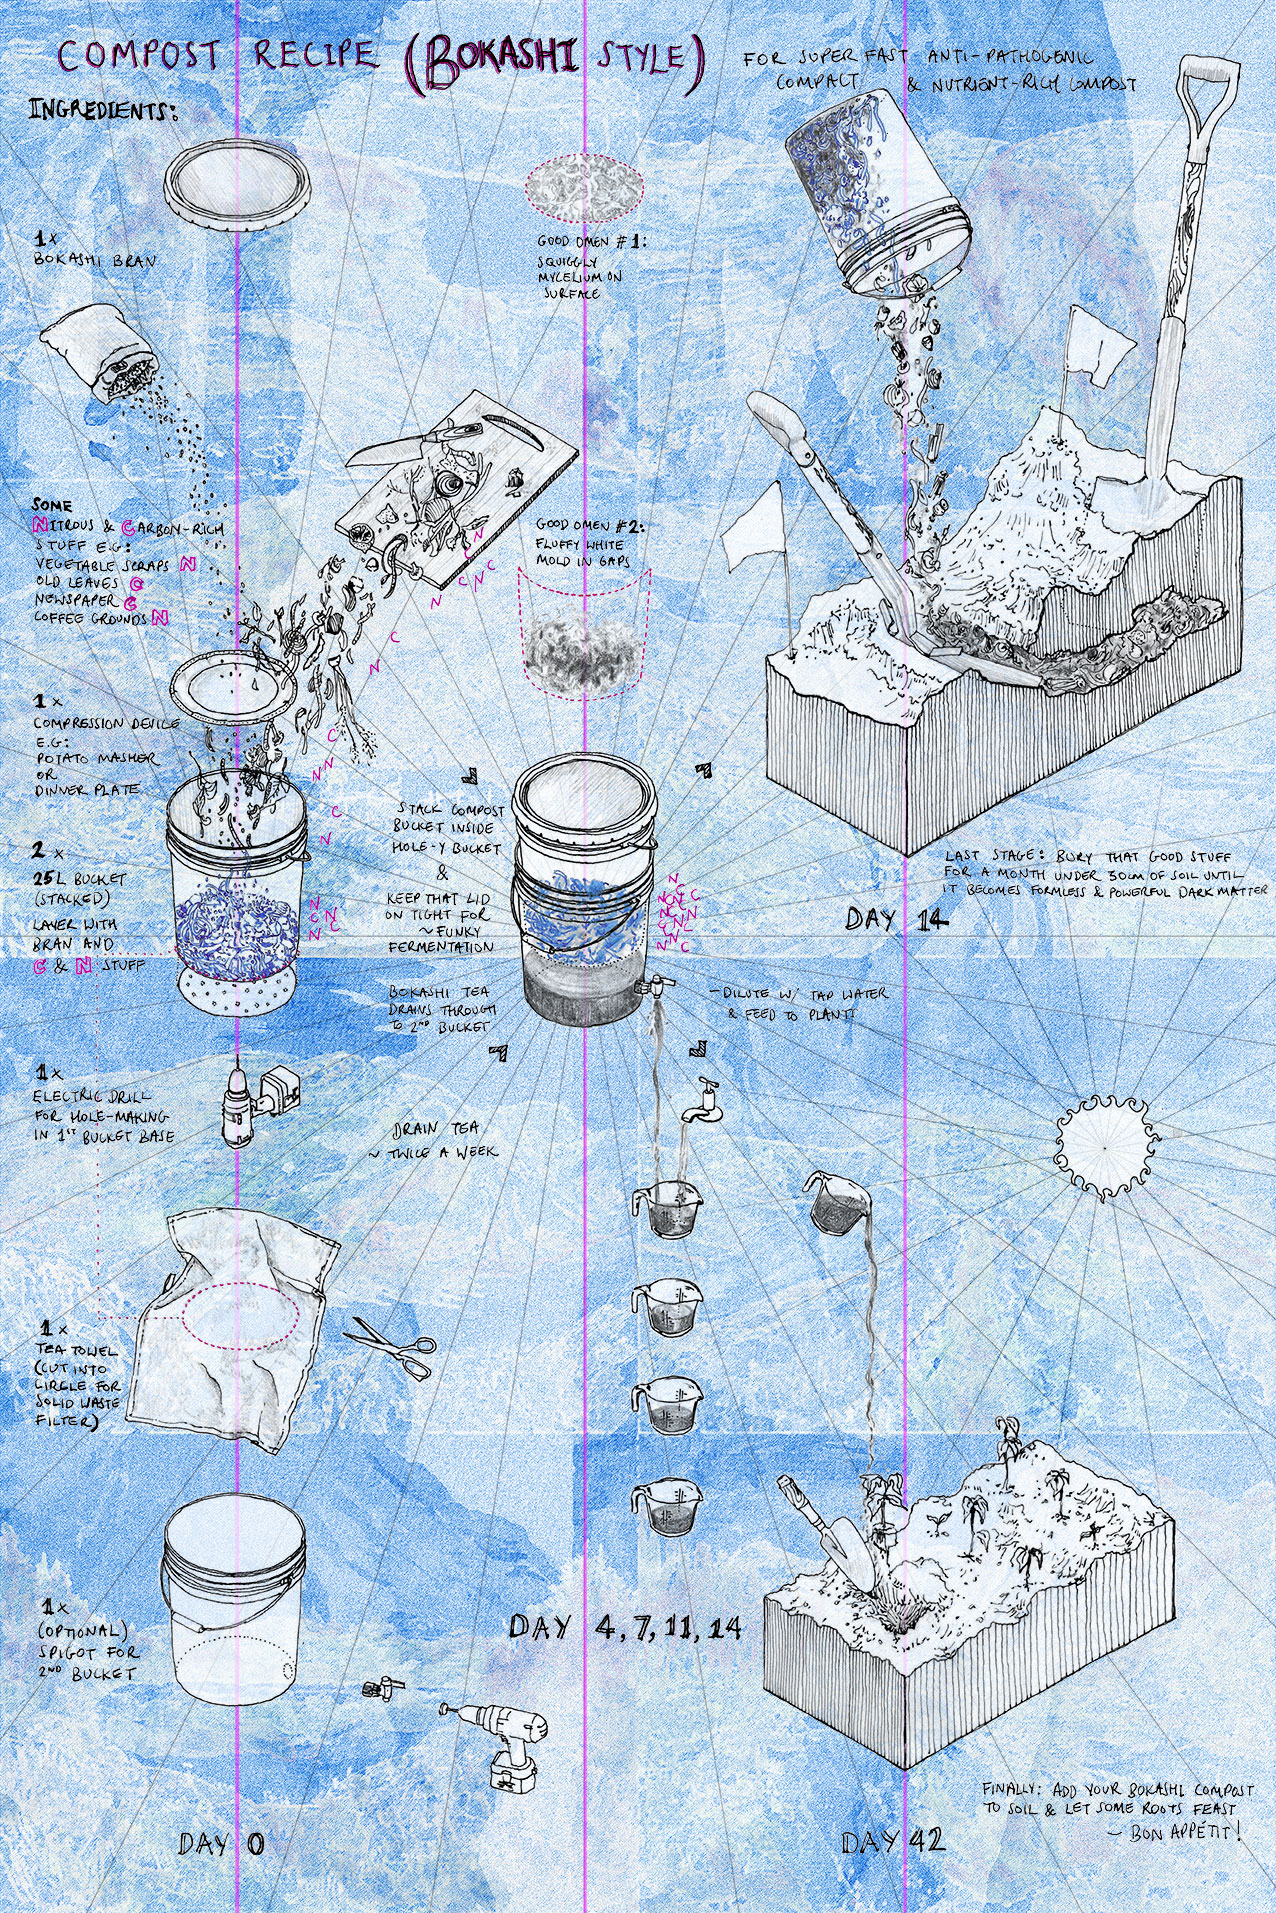 COMPOST RECIPE (BOKASHI STYLE)
FOR SUPER FAST ANTI-PATHOGENIC
COMPACT & NUTRIENT-RICH COMPOST
INGREDIENTS:
1x
BOKASHI BRAN
SOME
NITROUS & CARBON-RICH
STUFF E.G:
VEGETABLE SCRAPS N
OLD LEAVES C
NEWSPAPER C
COFFEE GROUNDS N
1x
COMPRESSION DEVICE
E.G:
POTATO MASHER
OR
DINNER PLATE
2x
25L BUCKET
(STACKED)
LAYER WITH
BRAN AND
C & N STUFF
1x
ELECTRIC DRILL
FOR HOLE-MAKING
IN 1ST BUCKET BASE
1x
TEA TOWEL
(CUT INTO
CIRCLE FOR
SOLID WASTE
FILTER)
1x
(OPTIONAL)
SPIGOT FOR
2ND BUCKET
DAY 0
N
C
N
C N C
N
C
N
C
N N
C
N
N
C N
C L
N
GOOD OMEN #1:
SQUIGGLY
MYCELIUM ON
SURFACE
GOOD OMEN #2:
FLUFFY WHITE
MOLD IN GAPS
STACK COMPOST
BUCKET INSIDE
HOLE-Y BUCKET
&
KEEP THAT LID
ON TIGHT FOR
~FUNKY
FERMENTATION
BOKASHI TEA
DRAINS THROUGH
TO 2ND BUCKET
- DILUTE W/ TAP WATER
& FEED TO PLANT!
DRAIN TEA
~ TWICE A WEEK
DAY 4, 7, 11, 14
LAST STAGE: BURY THAT GOOD STUFF
FOR A MONTH UNDER 30CM OF SOIL UNTIL
IT BECOMES FORMLESS & POWERFUL DARK MATTER
DAY 14
FINALLY: ADD YOUR BOKASHI COMPOST
TO SOIL & LET SOME ROOTS FEAST
~ BON APPÉTIT!
DAY 42